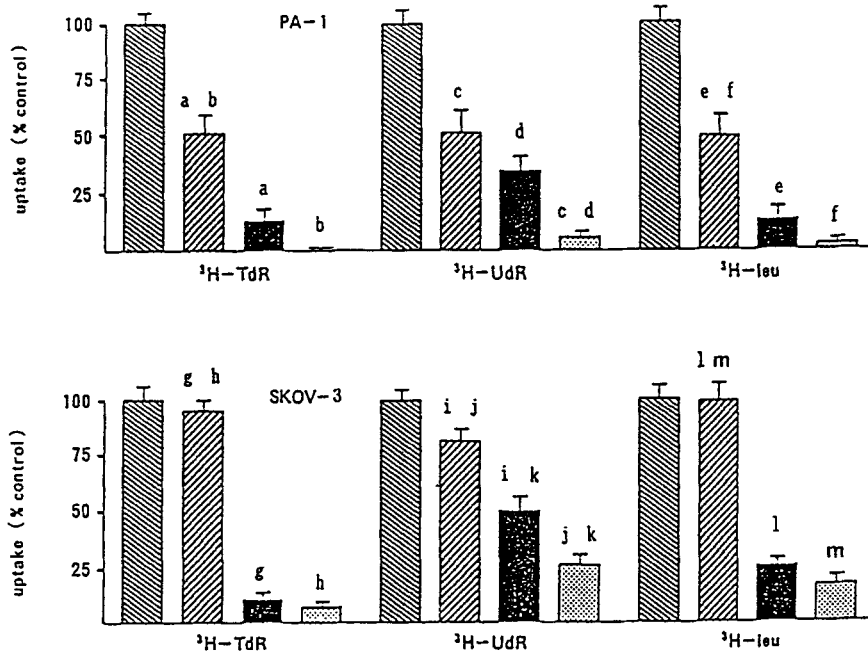 PA-1
uptake (% control)
100
75
50
25
a b
a
b
c
d
c d
e f
e
f
³H-TdR
³H-UdR
³H-leu
SKOV-3
uptake (% control)
100
75
50
25
g h
g
h
i j
i k
j k
l m
l
m
³H-TdR
³H-UdR
³H-leu